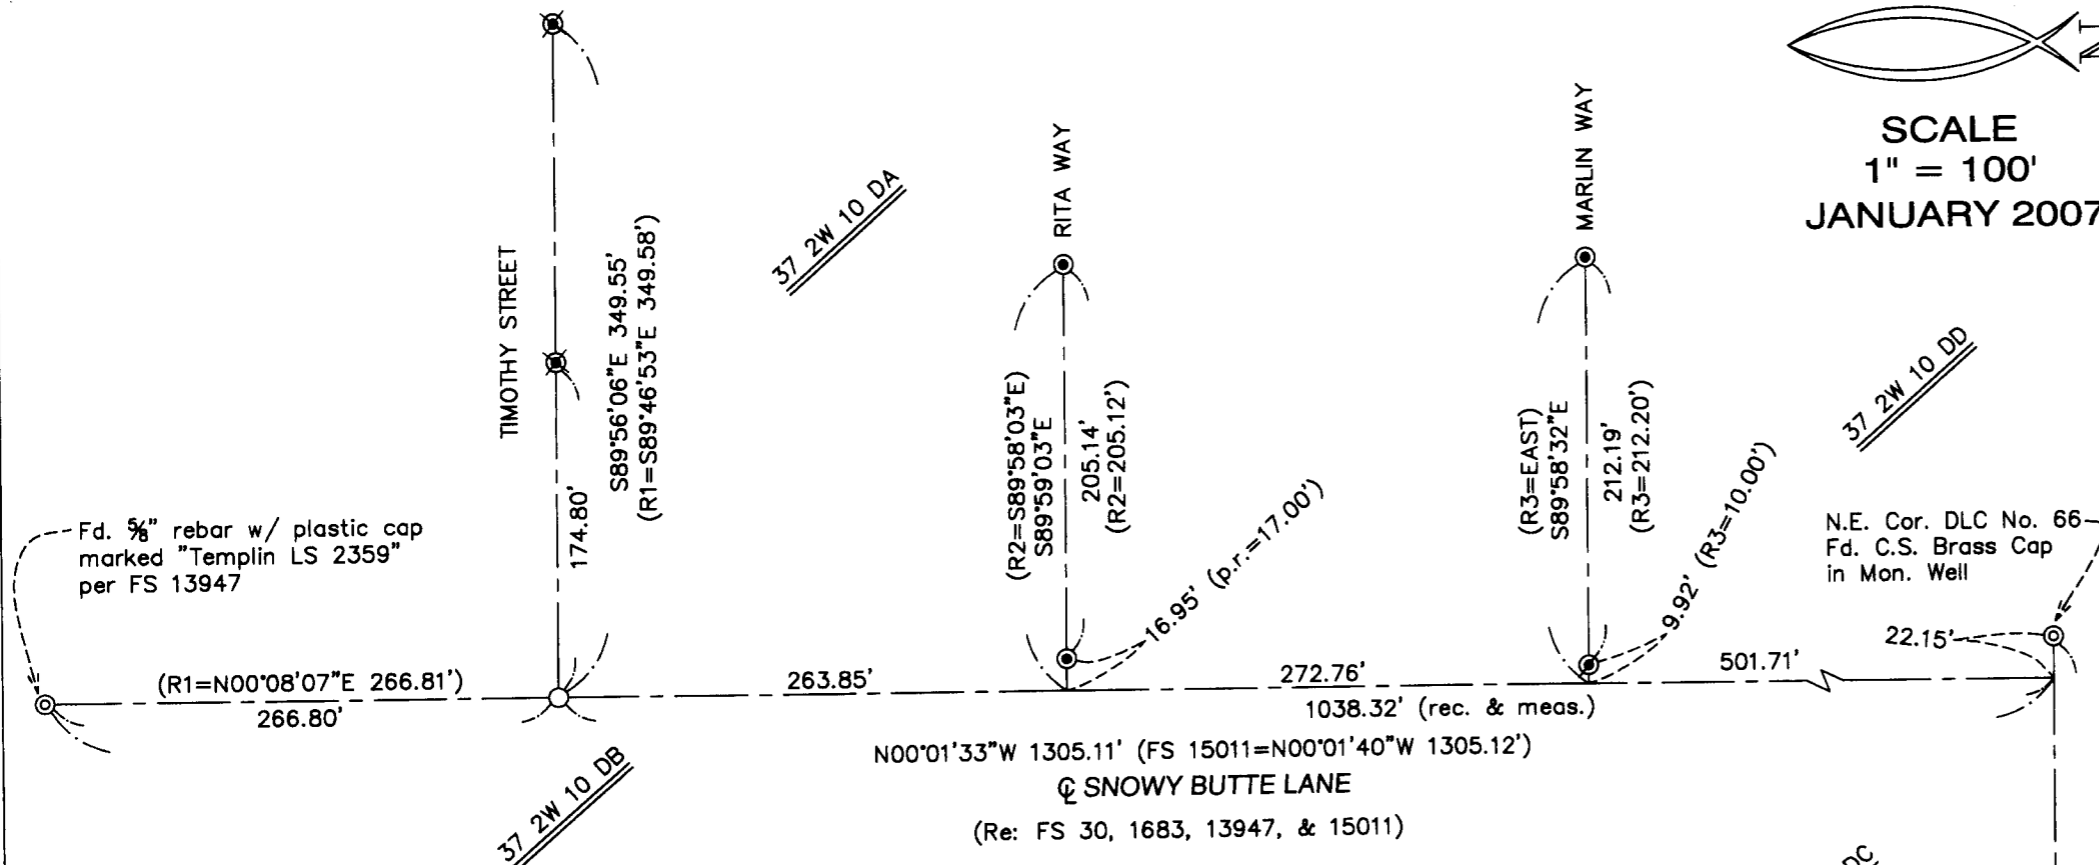 SCALE
1" = 100'
JANUARY 2007
TIMOTHY STREET
S89°56'06"E 349.55'
(R1=S89°46'53"E 349.58')
174.80'
37 2W 10 DA
RITA WAY
(R2=S89°58'03"E)
S89°59'03"E
205.14'
(R2=205.12')
16.95' (p.r.=17.00')
MARLIN WAY
(R3=EAST)
S89°58'32"E
212.19'
(R3=212.20')
9.92' (R3=10.00')
37 2W 10 DD
Fd. 5/8" rebar w/ plastic cap
marked "Templin LS 2359"
per FS 13947
N.E. Cor. DLC No. 66
Fd. C.S. Brass Cap
in Mon. Well
22.15'
(R1=N00°08'07"E 266.81')
266.80'
263.85'
272.76'
501.71'
1038.32' (rec. & meas.)
N00°01'33"W 1305.11' (FS 15011=N00°01'40"W 1305.12')
℄ SNOWY BUTTE LANE
(Re: FS 30, 1683, 13947, & 15011)
37 2W 10 DB
DC